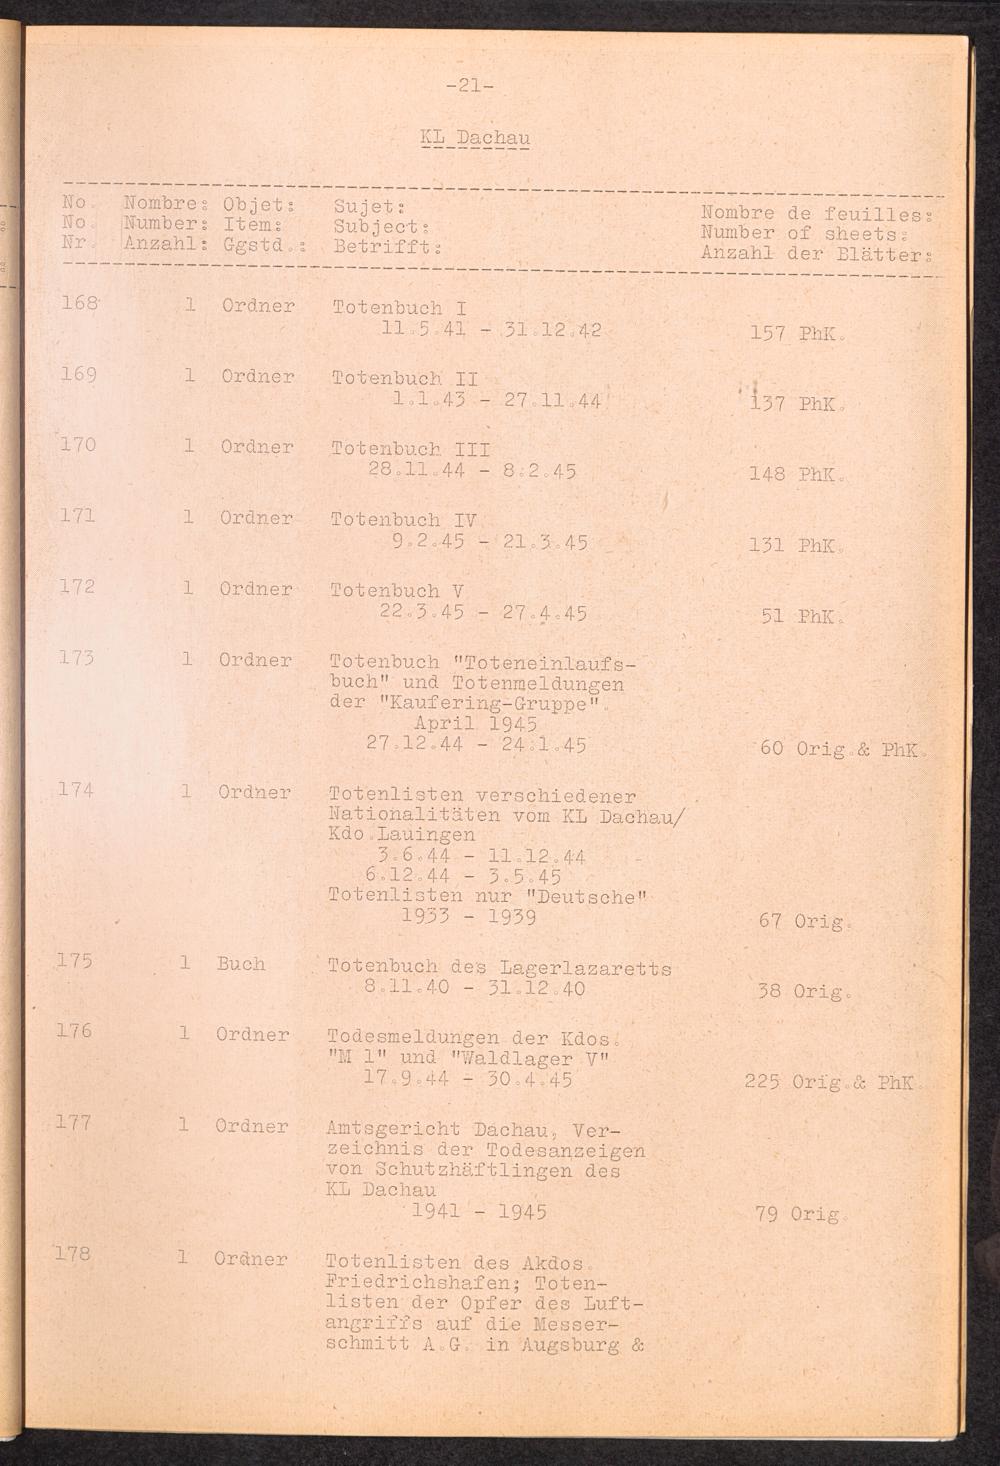 -21-
KL Dachau
No. Nombre: Objet: Sujet: Nombre de feuilles:
No. Number: Item: Subject: Number of sheets:
Nr. Anzahl: Ggstd.: Betrifft: Anzahl der Blätter:
168 1 Ordner Totenbuch I
11.5.41 - 31.12.42 157 PhK.
169 1 Ordner Totenbuch II
1.1.43 - 27.11.44 137 PhK.
170 1 Ordner Totenbuch III
28.11.44 - 8.2.45 148 PhK.
171 1 Ordner Totenbuch IV
9.2.45 - 21.3.45 131 PhK.
172 1 Ordner Totenbuch V
22.3.45 - 27.4.45 51 PhK.
173 1 Ordner Totenbuch "Toteneinlaufs-
buch" und Totenmeldungen
der "Kaufering-Gruppe".
April 1945
27.12.44 - 24.1.45 60 Orig.& PhK.
174 1 Ordner Totenlisten verschiedener
Nationalitäten vom KL Dachau/
Kdo.Lauingen
3.6.44 - 11.12.44
6.12.44 - 3.5.45
Totenlisten nur "Deutsche"
1933 - 1939 67 Orig.
175 1 Buch Totenbuch des Lagerlazaretts
8.11.40 - 31.12.40 38 Orig.
176 1 Ordner Todesmeldungen der Kdos.
"M 1" und "Waldlager V"
17.9.44 - 30.4.45 225 Orig.& PhK.
177 1 Ordner Amtsgericht Dachau, Ver-
zeichnis der Todesanzeigen
von Schutzhäftlingen des
KL Dachau
1941 - 1945 79 Orig.
178 1 Ordner Totenlisten des Akdos.
Friedrichshafen; Toten-
listen der Opfer des Luft-
angriffs auf die Messer-
schmitt A.G. in Augsburg &